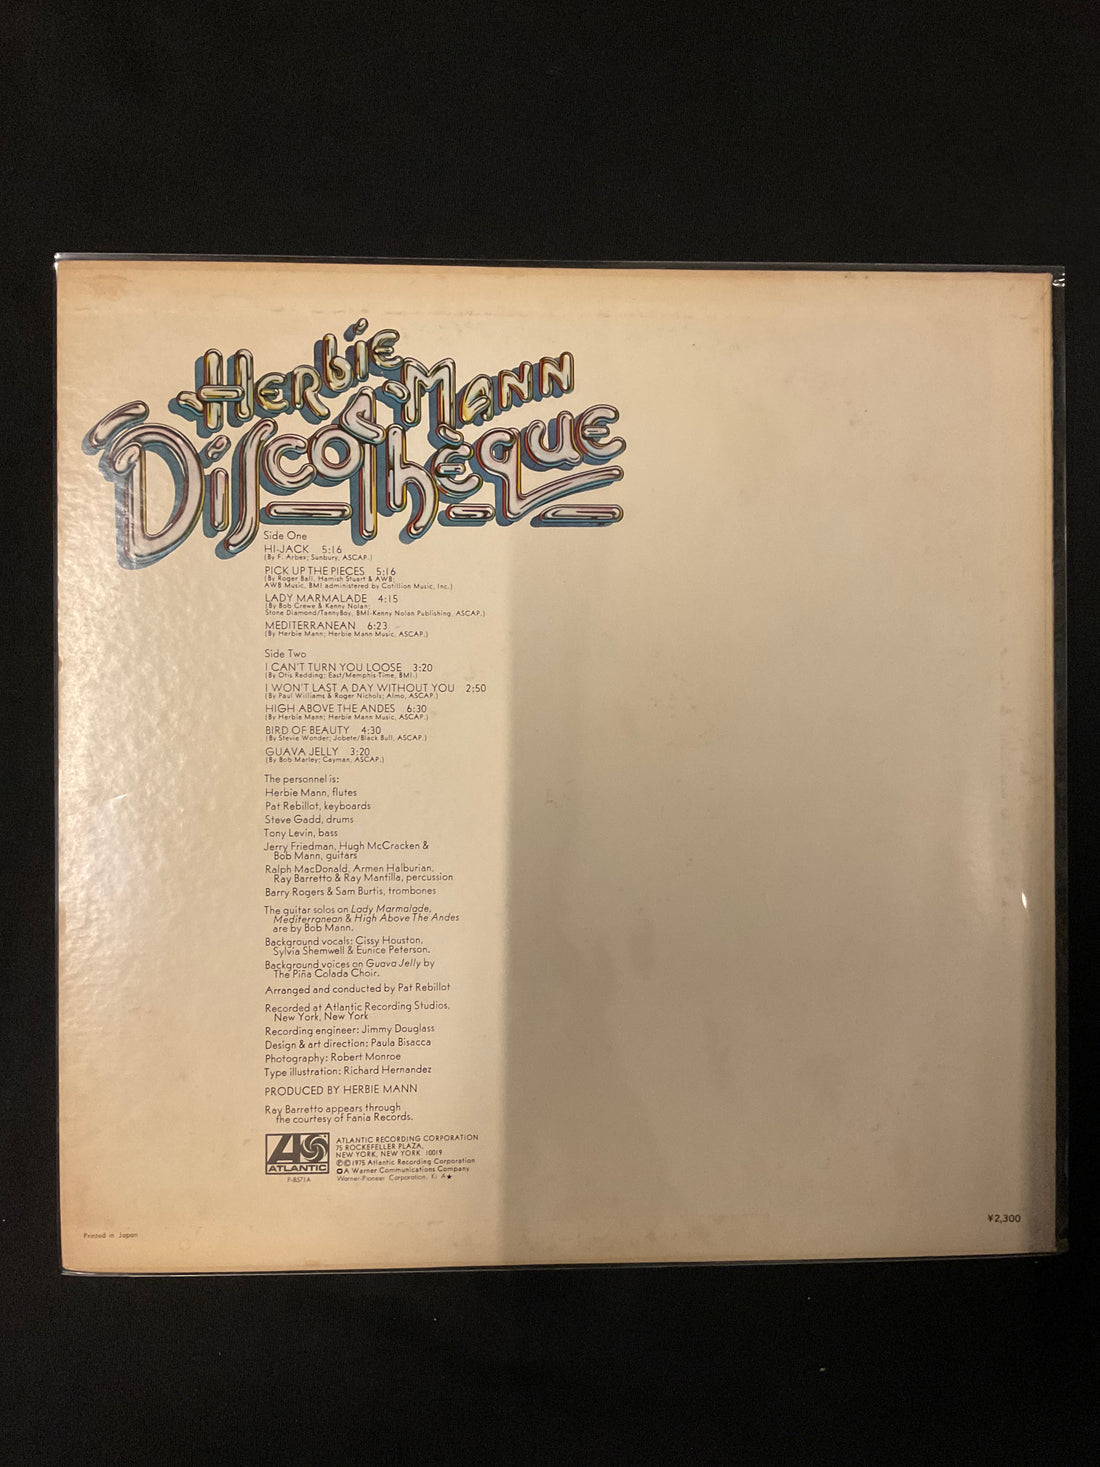 HERBIE MANN
DISCOTHÈQUE
Side One
HI-JACK 5:16
(By F. Arbex; Sunbury, ASCAP.)
PICK UP THE PIECES 5:16
(By Roger Ball, Hamish Stuart & AWB;
AWB Music, BMI administered by Cotillion Music, Inc.)
LADY MARMALADE 4:15
(By Bob Crewe & Kenny Nolan;
Stone Diamond/TannyBoy, BMI-Kenny Nolan Publishing, ASCAP.)
MEDITERRANEAN 6:23
(By Herbie Mann; Herbie Mann Music, ASCAP.)
Side Two
I CAN'T TURN YOU LOOSE 3:20
(By Otis Redding; East/Memphis-Time, BMI.)
I WON'T LAST A DAY WITHOUT YOU 2:50
(By Paul Williams & Roger Nichols; Almo, ASCAP.)
HIGH ABOVE THE ANDES 6:30
(By Herbie Mann; Herbie Mann Music, ASCAP.)
BIRD OF BEAUTY 4:30
(By Stevie Wonder; Jobete/Black Bull, ASCAP.)
GUAVA JELLY 3:20
(By Bob Marley; Cayman, ASCAP.)
The personnel is:
Herbie Mann, flutes
Pat Rebillot, keyboards
Steve Gadd, drums
Tony Levin, bass
Jerry Friedman, Hugh McCracken &
Bob Mann, guitars
Ralph MacDonald, Armen Halburian,
Ray Barretto & Ray Mantilla, percussion
Barry Rogers & Sam Burtis, trombones
The guitar solos on Lady Marmalade,
Mediterranean & High Above The Andes
are by Bob Mann.
Background vocals: Cissy Houston,
Sylvia Shemwell & Eunice Peterson.
Background voices on Guava Jelly by
The Piña Colada Choir.
Arranged and conducted by Pat Rebillot
Recorded at Atlantic Recording Studios,
New York, New York
Recording engineer: Jimmy Douglass
Design & art direction: Paula Bisacca
Photography: Robert Monroe
Type illustration: Richard Hernandez
PRODUCED BY HERBIE MANN
Ray Barretto appears through
the courtesy of Fania Records.
ATLANTIC
P-8571A
ATLANTIC RECORDING CORPORATION
75 ROCKEFELLER PLAZA,
NEW YORK, NEW YORK 10019
℗©1975 Atlantic Recording Corporation
A Warner Communications Company
Warner-Pioneer Corporation, Ki A★
¥2,300
Printed in Japan